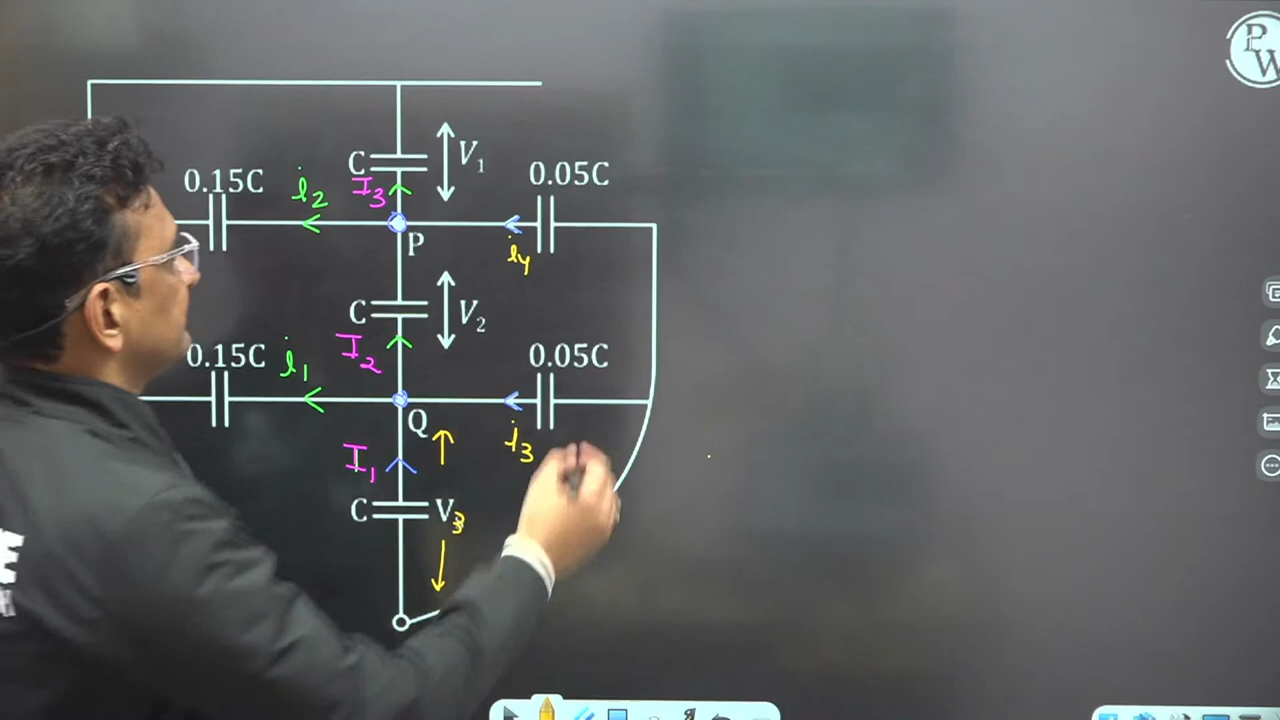 P
W
C V₁
0.05C
0.15C i₂ I₃
P
i₄
C V₂
I₂
0.05C
0.15C i₁
Q
i₃
I₁
C V₃